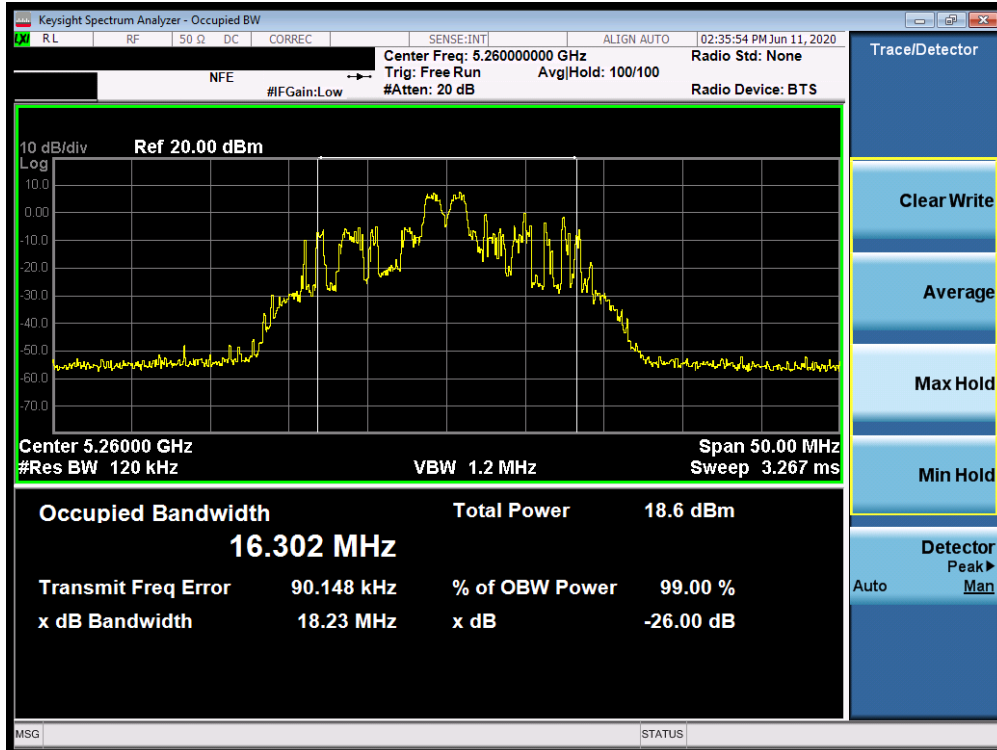 Keysight Spectrum Analyzer - Occupied BW
LXI RL RF 50 Ω DC CORREC SENSE:INT ALIGN AUTO 02:35:54 PM Jun 11, 2020
Center Freq: 5.260000000 GHz Radio Std: None
NFE Trig: Free Run Avg|Hold: 100/100
#IFGain:Low #Atten: 20 dB Radio Device: BTS
10 dB/div Ref 20.00 dBm
Log
10.0
0.00
-10.0
-20.0
-30.0
-40.0
-50.0
-60.0
-70.0
Center 5.26000 GHz Span 50.00 MHz
#Res BW 120 kHz VBW 1.2 MHz Sweep 3.267 ms
Occupied Bandwidth Total Power 18.6 dBm
16.302 MHz
Transmit Freq Error 90.148 kHz % of OBW Power 99.00 %
x dB Bandwidth 18.23 MHz x dB -26.00 dB
MSG STATUS
Trace/Detector
Clear Write
Average
Max Hold
Min Hold
Detector
Peak▶
Auto Man